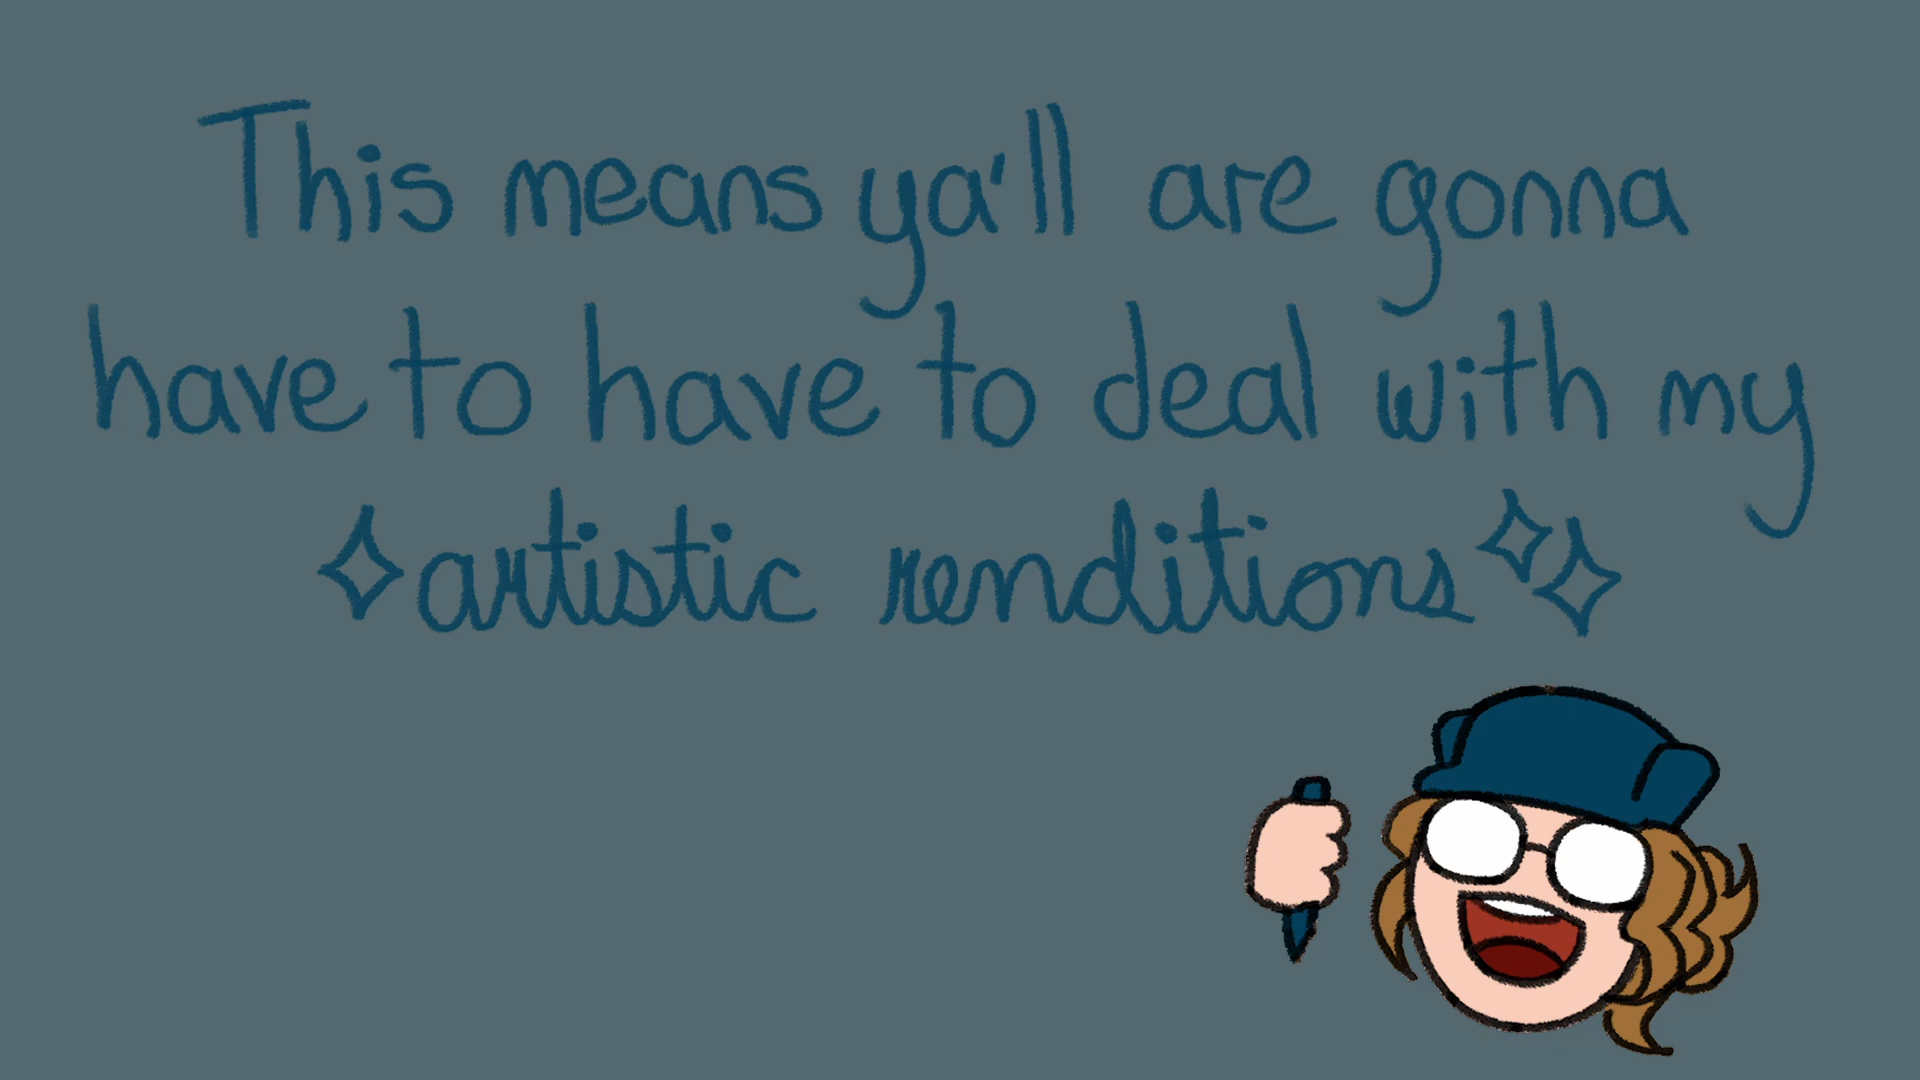 This means ya'll are gonna
have to have to deal with my
artistic renditions